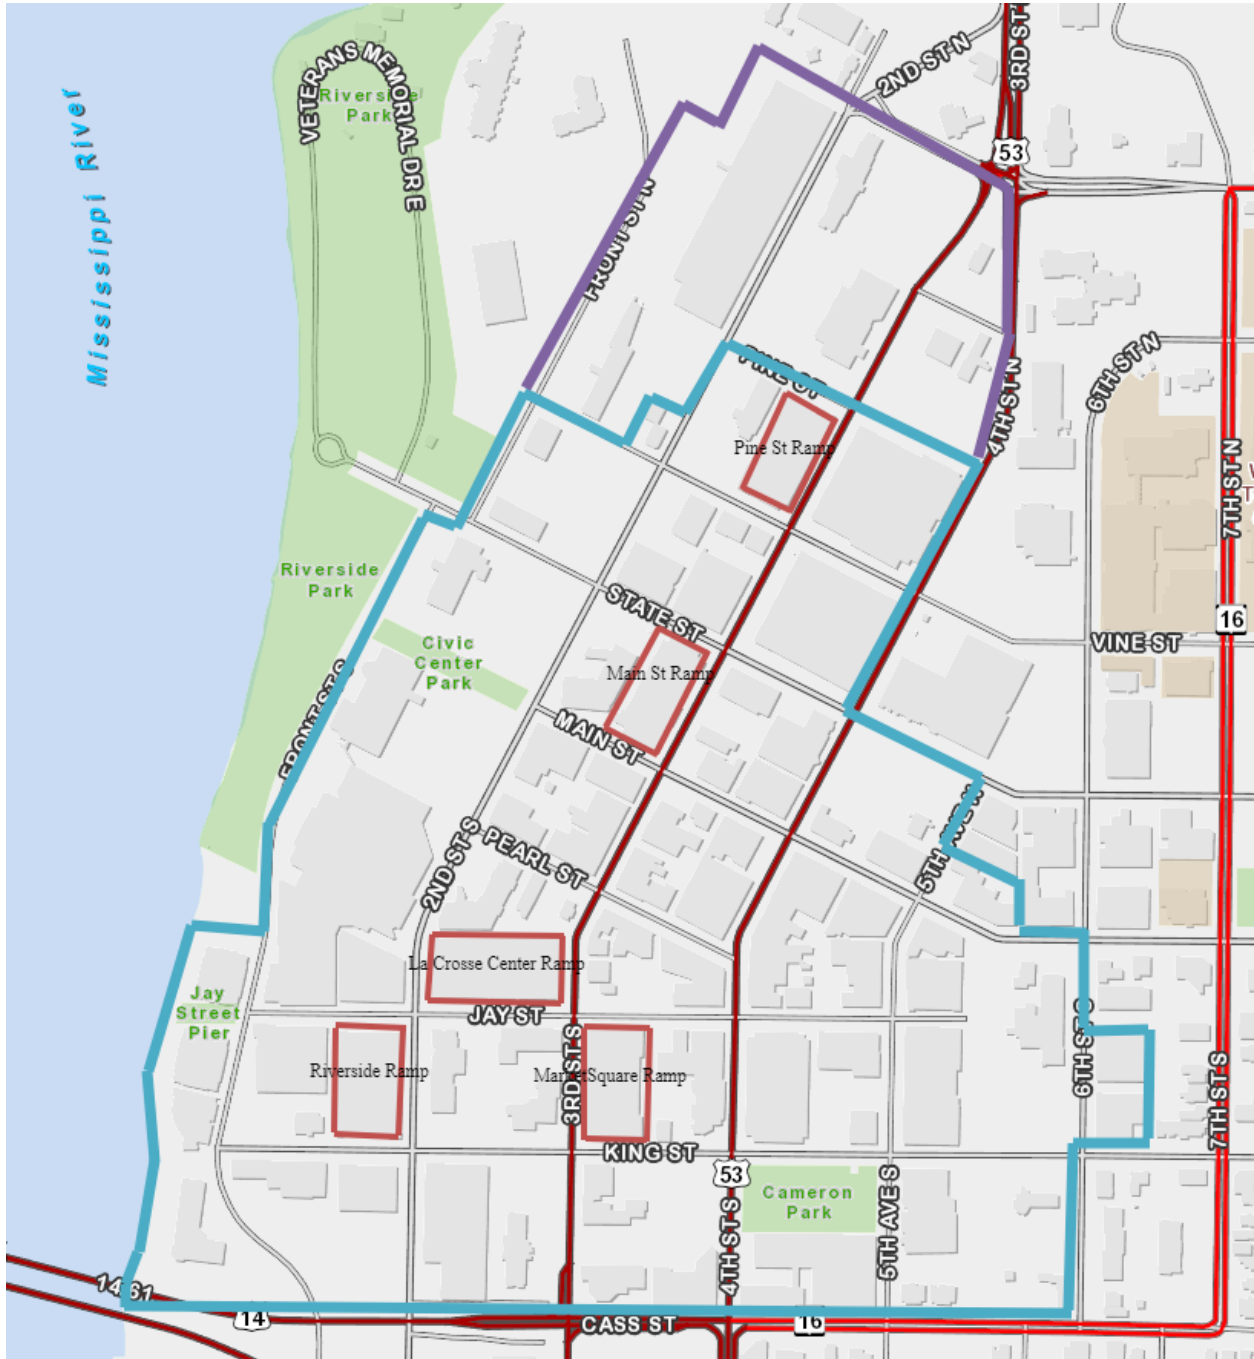 2ND ST N
3RD ST
VETERANS MEMORIAL DR E
Riverside
Park
Mississippi River
53
FRONT ST N
6TH ST N
PINE ST
4TH ST N
Pine St Ramp
7TH ST N
Riverside
Park
STATE ST
16
Civic
Center
Park
VINE ST
Main St Ramp
FRONT ST S
MAIN ST
5TH AVE N
2ND ST S
PEARL ST
La Crosse Center Ramp
Jay
Street
Pier
JAY ST
6TH ST S
3RD ST S
Riverside Ramp
MarketSquare Ramp
7TH ST S
KING ST
53
Cameron
Park
4TH ST S
5TH AVE S
14 61
14
CASS ST
16